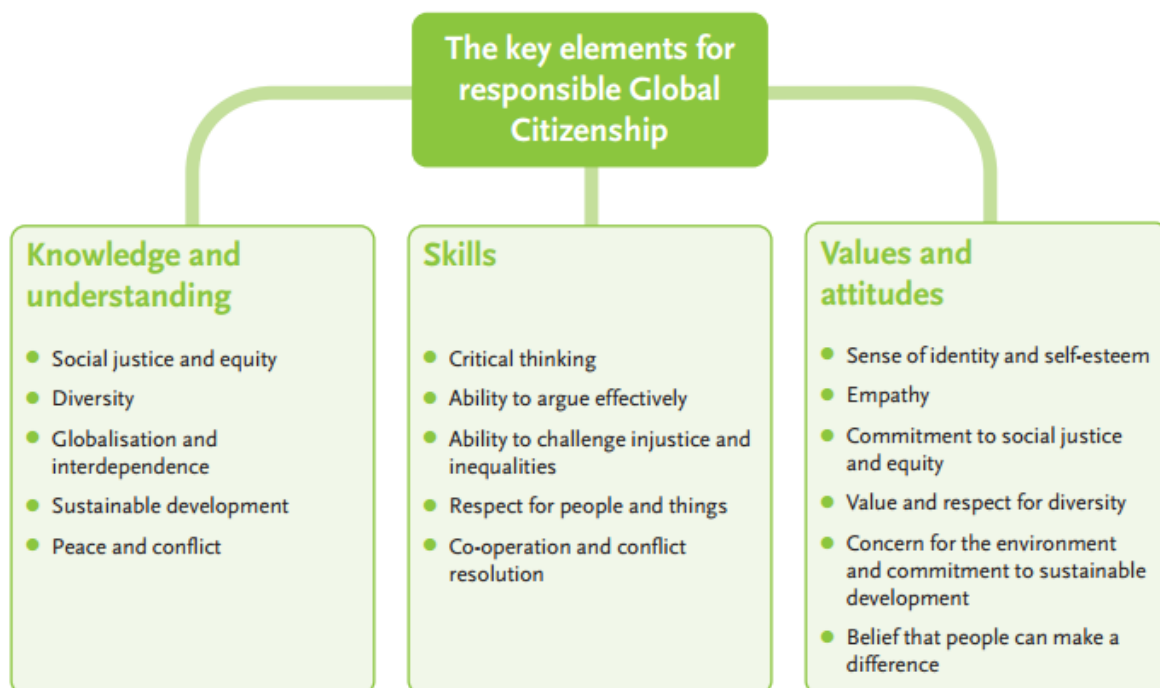 The key elements for
responsible Global
Citizenship
Knowledge and
understanding
● Social justice and equity
● Diversity
● Globalisation and
interdependence
● Sustainable development
● Peace and conflict
Skills
● Critical thinking
● Ability to argue effectively
● Ability to challenge injustice and
inequalities
● Respect for people and things
● Co-operation and conflict
resolution
Values and
attitudes
● Sense of identity and self-esteem
● Empathy
● Commitment to social justice
and equity
● Value and respect for diversity
● Concern for the environment
and commitment to sustainable
development
● Belief that people can make a
difference